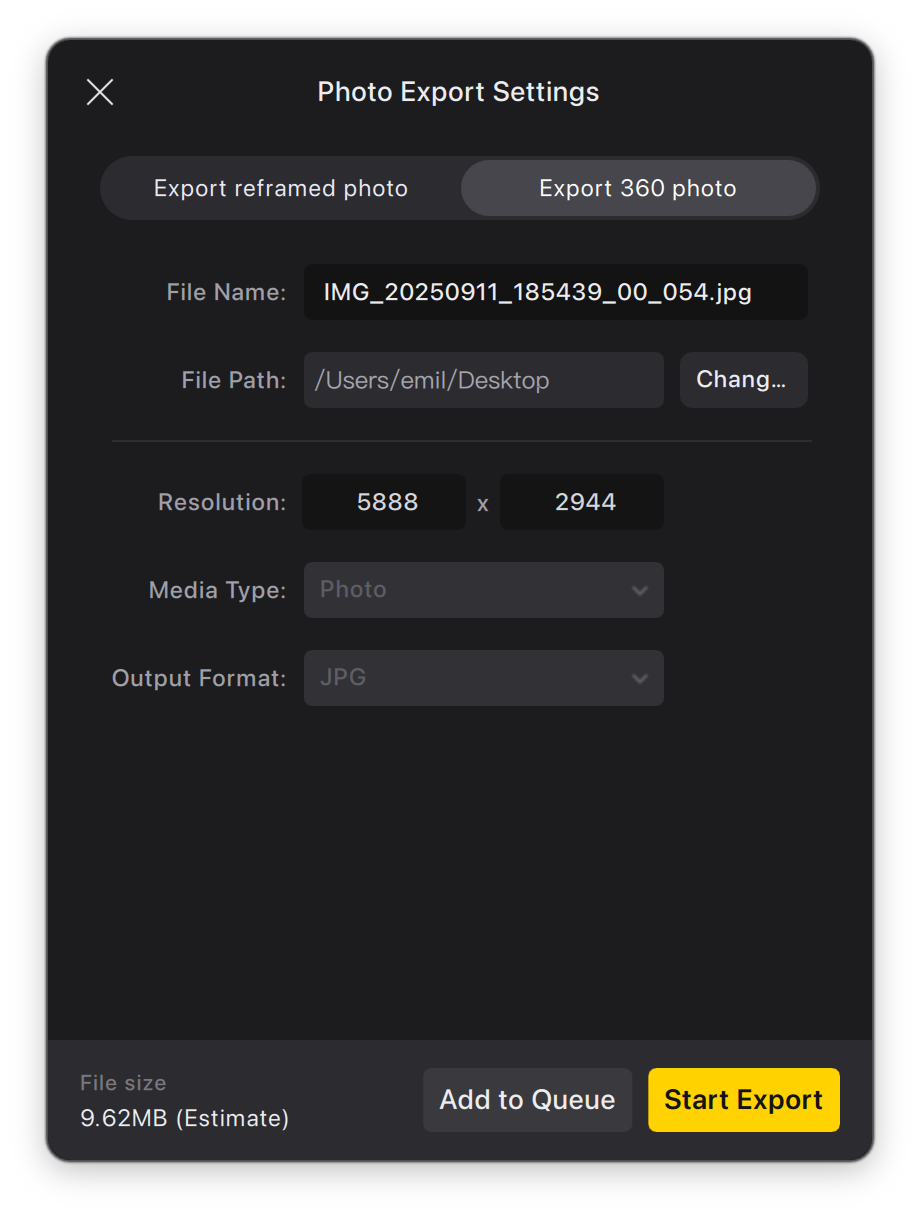 Photo Export Settings
Export reframed photo
Export 360 photo
File Name: IMG_20250911_185439_00_054.jpg
File Path: /Users/emil/Desktop Chang...
Resolution: 5888 x 2944
Media Type: Photo
Output Format: JPG
File size
9.62MB (Estimate)
Add to Queue
Start Export